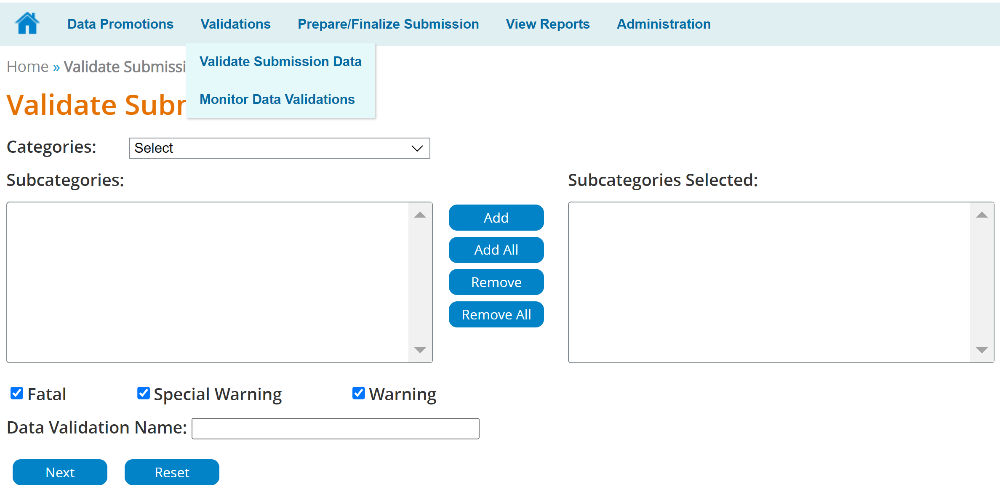 Data Promotions Validations Prepare/Finalize Submission View Reports Administration
Validate Submission Data
Monitor Data Validations
Home » Validate Submissi
Validate Sub
Categories: Select
Subcategories: Subcategories Selected:
Add
Add All
Remove
Remove All
Fatal Special Warning Warning
Data Validation Name:
Next Reset